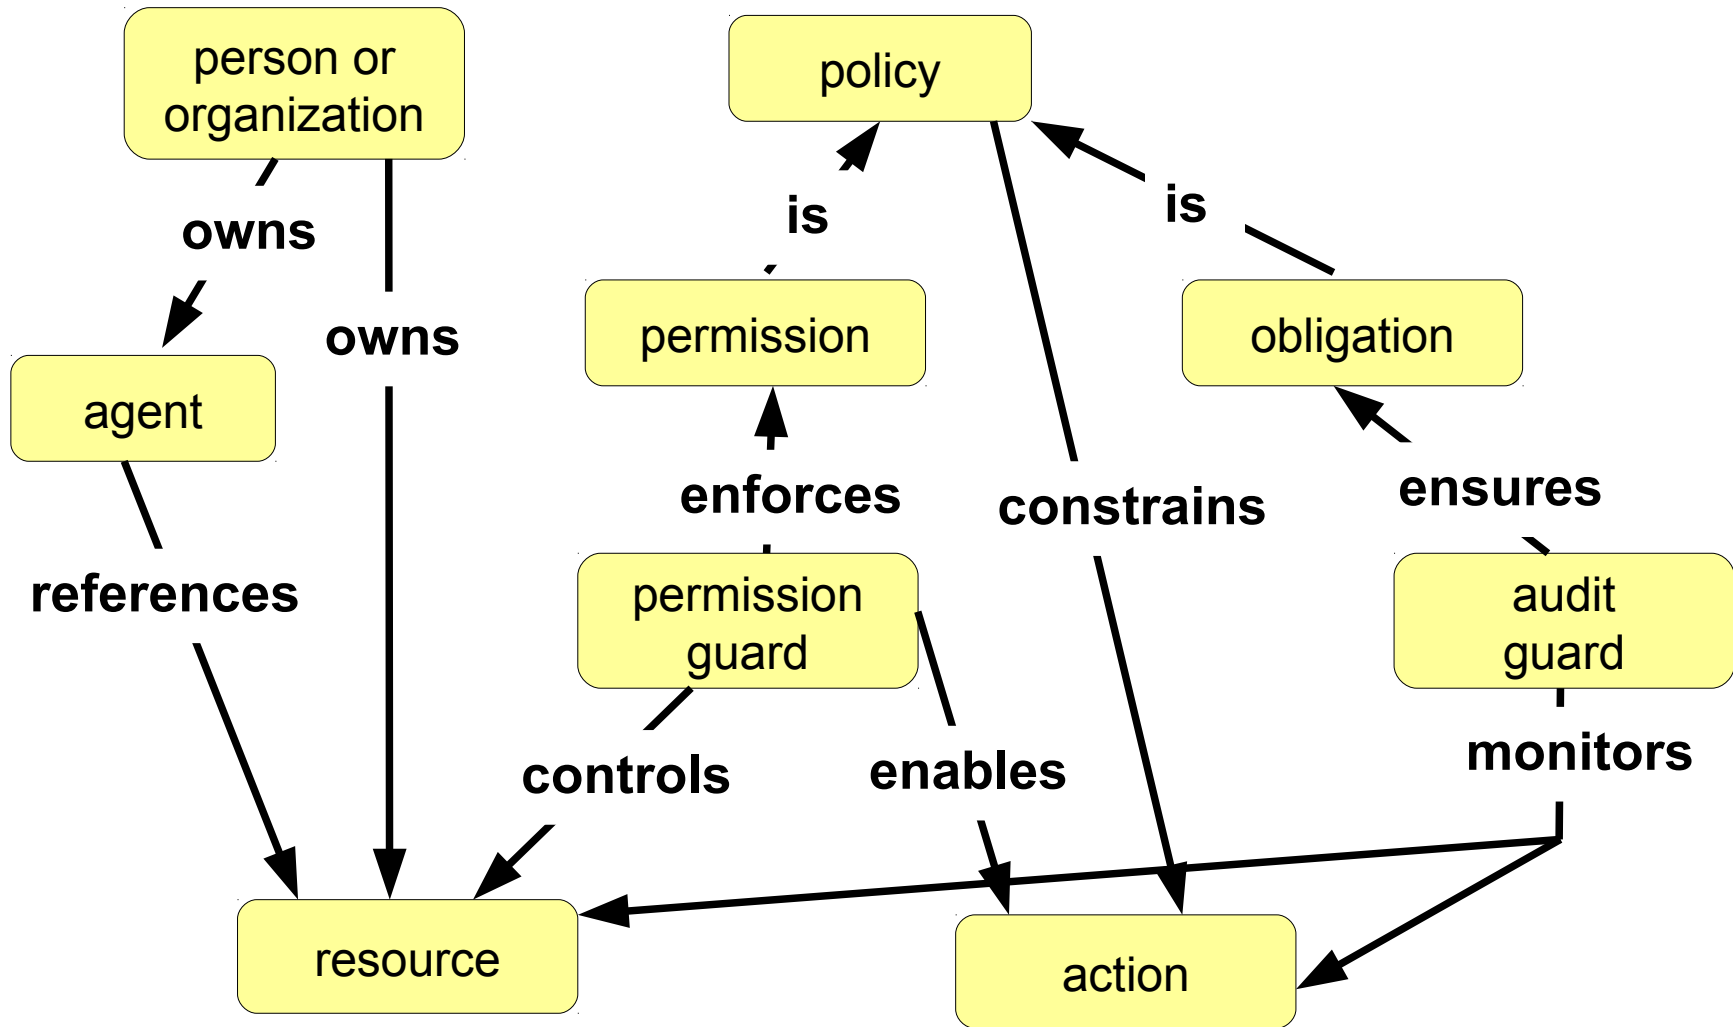 person or
organization
policy
is
is
owns
permission
obligation
owns
agent
enforces
constrains
ensures
references
permission
guard
audit
guard
controls
enables
monitors
resource
action